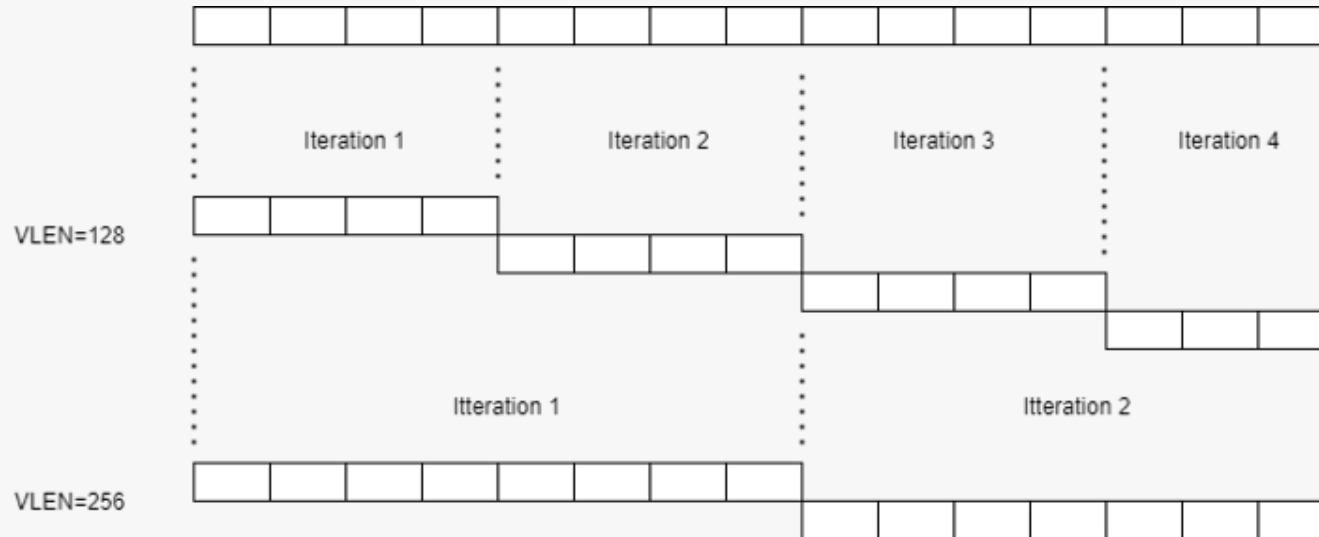 Iteration 1 Iteration 2 Iteration 3 Iteration 4
VLEN=128
Itteration 1 Itteration 2
VLEN=256